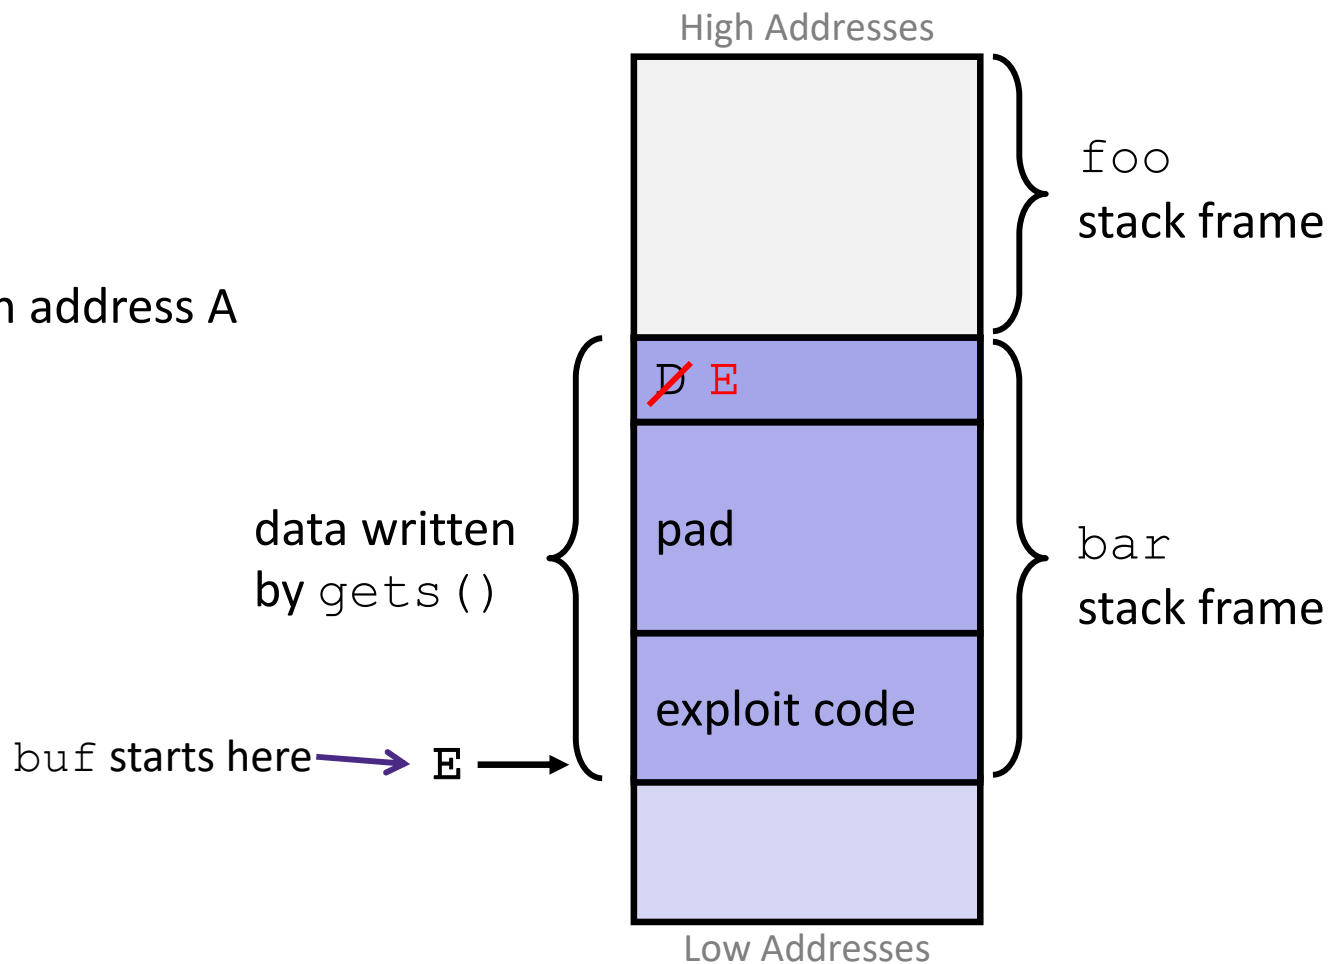 High Addresses
foo
stack frame
address A
D E
data written
by gets()
pad
bar
stack frame
exploit code
buf starts here E
Low Addresses